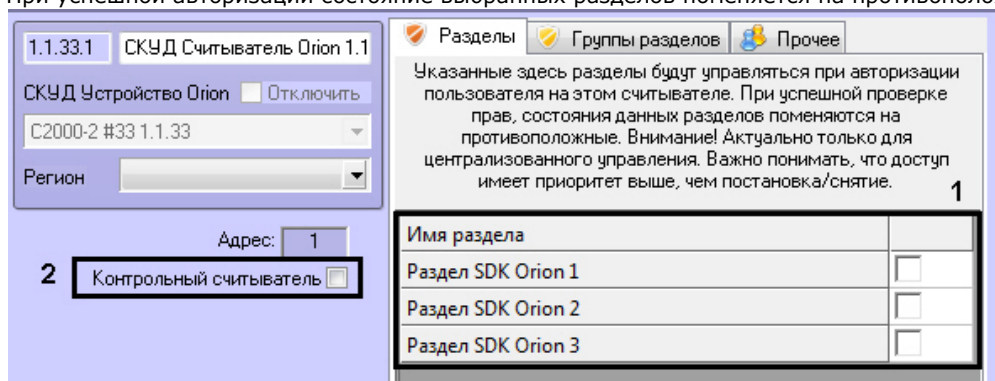 При успешной авторизации состояние выбранных разделов поменяется на
1.1.33.1 СКУД Считыватель Orion 1.1
СКУД Устройство Orion Отключить
С2000-2 #33 1.1.33
Регион
Адрес: 1
2 Контрольный считыватель
Разделы Группы разделов Прочее
Указанные здесь разделы будут управляться при авторизации
пользователя на этом считывателе. При успешной проверке
прав, состояния данных разделов поменяются на
противоположные. Внимание! Актуально только для
централизованного управления. Важно понимать, что доступ
имеет приоритет выше, чем постановка/снятие.
1
Имя раздела
Раздел SDK Orion 1
Раздел SDK Orion 2
Раздел SDK Orion 3